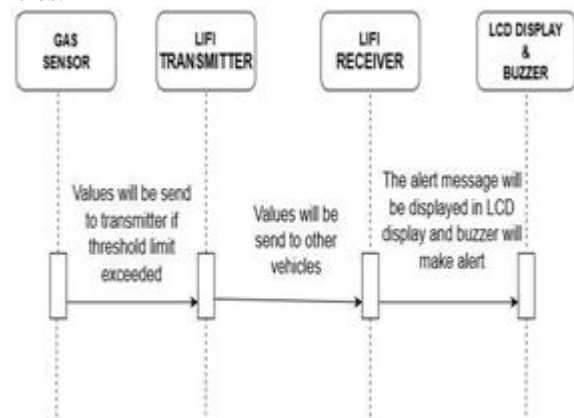 GAS
SENSOR
LIFI
TRANSMITTER
LIFI
RECEIVER
LCD DISPLAY
&
BUZZER
Values will be send
to transmitter if
threshold limit
exceeded
Values will be
send to other
vehicles
The alert message will
be displayed in LCD
display and buzzer will
make alert